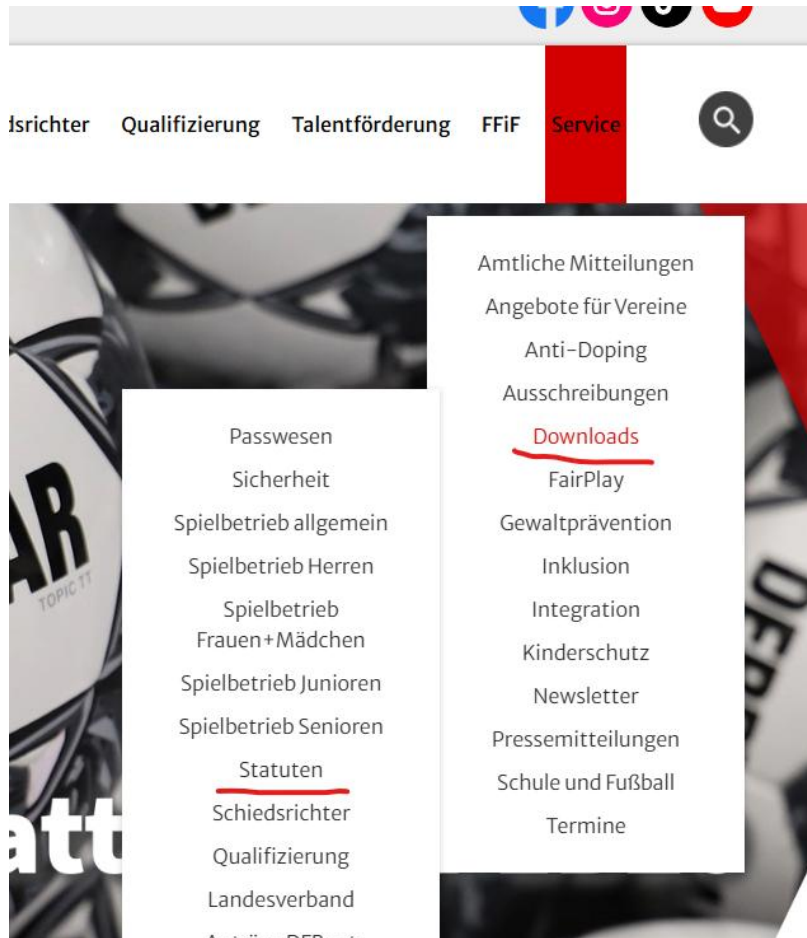 Qualifizierung Talentförderung FFiF Service
Amtliche Mitteilungen
Angebote für Vereine
Anti-Doping
Ausschreibungen
Downloads
FairPlay
Gewaltprävention
Inklusion
Integration
Kinderschutz
Newsletter
Pressemitteilungen
Schule und Fußball
Termine
Passwesen
Sicherheit
Spielbetrieb allgemein
Spielbetrieb Herren
Spielbetrieb
Frauen+Mädchen
Spielbetrieb Junioren
Spielbetrieb Senioren
Statuten
Schiedsrichter
Qualifizierung
Landesverband
TOPIC TT